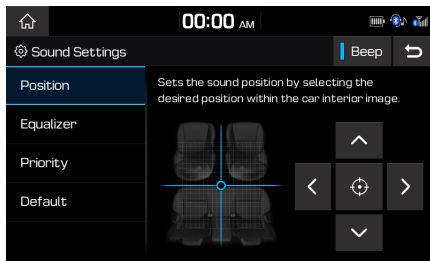 00:00 AM
Sound Settings
Beep
Position
Sets the sound position by selecting the
desired position within the car interior image.
Equalizer
Priority
Default